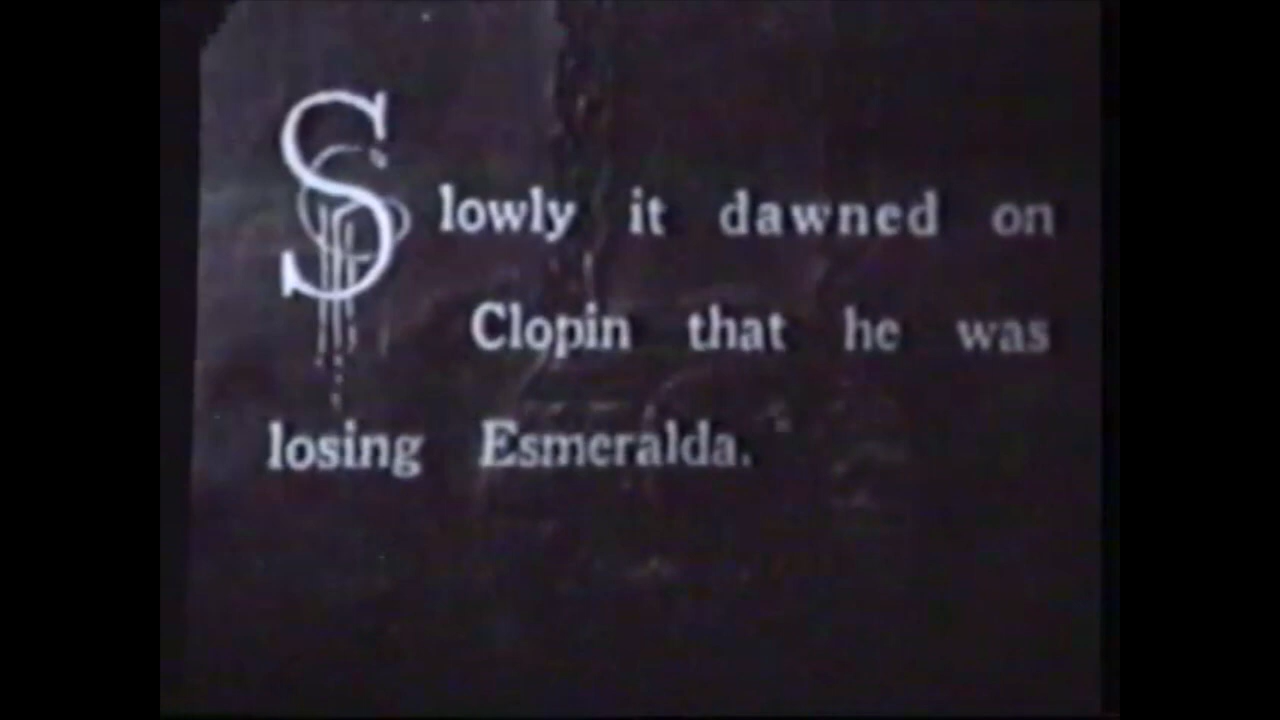 Slowly it dawned on
Clopin that he was
losing Esmeralda.